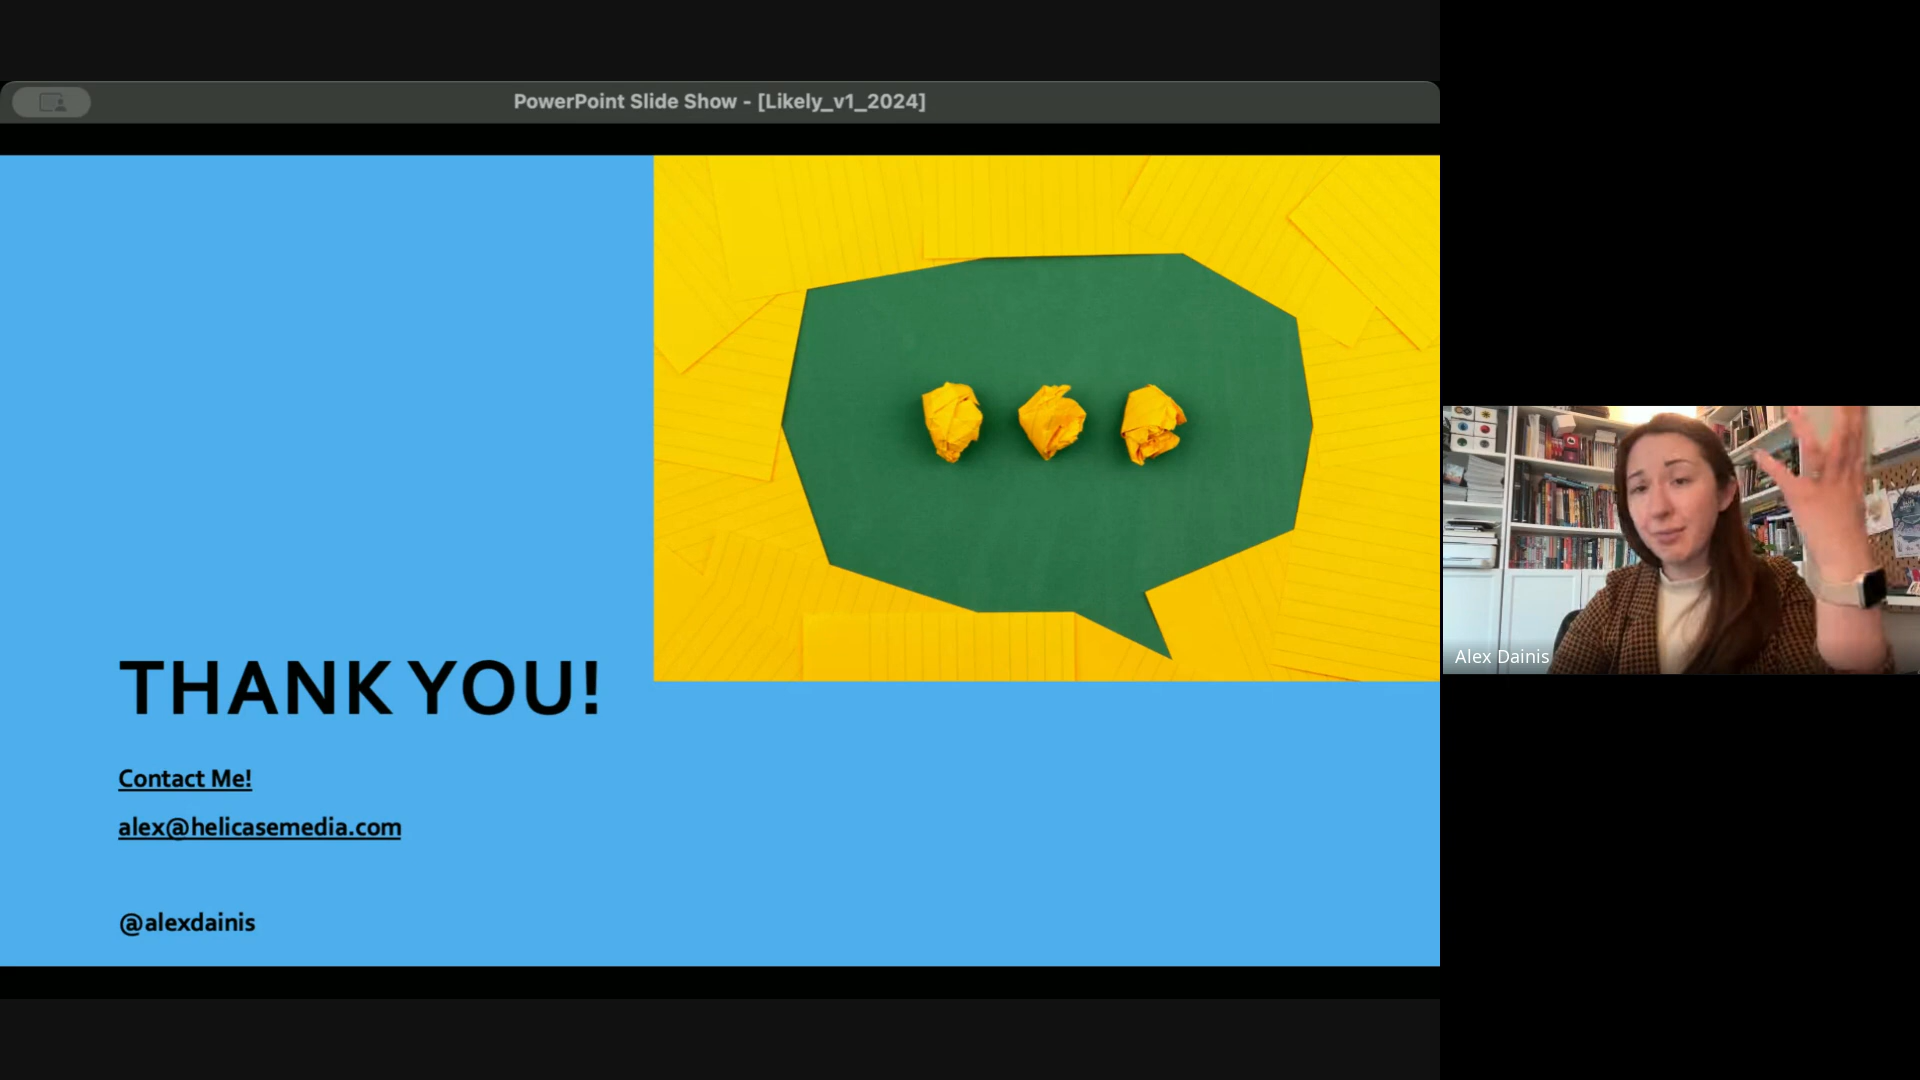 PowerPoint Slide Show - [Likely_v1_2024]
THANK YOU!
Contact Me!
alex@helicasemedia.com
@alexdainis
Alex Dainis